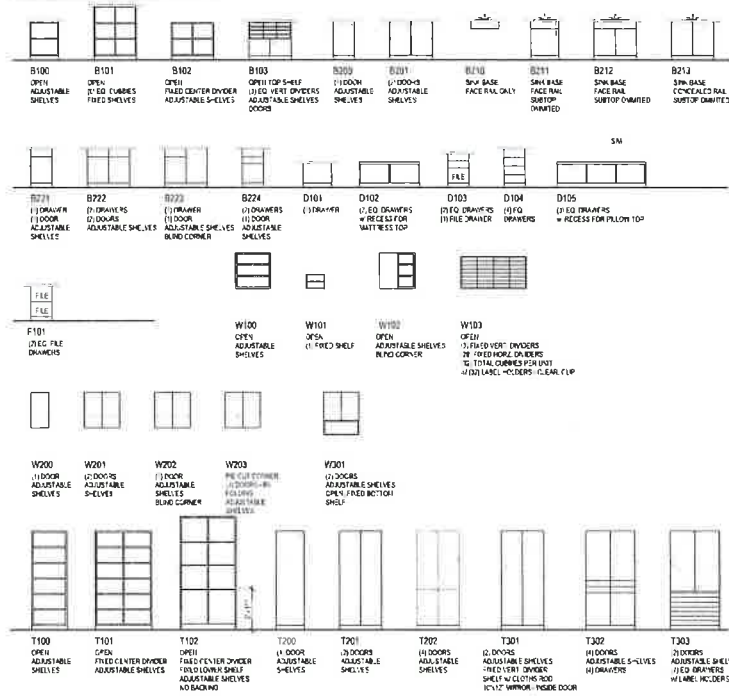 B100
OPEN
ADJUSTABLE
SHELVES
B101
OPEN
EQ. CUBBIES
FIXED SHELVES
B102
OPEN
FIXED CENTER DIVIDER
ADJUSTABLE SHELVES
B103
OPEN TOP SHELF
(3) EQ VERT DIVIDERS
ADJUSTABLE SHELVES
DOORS
(1) DOOR
ADJUSTABLE
SHELVES
B201
(2) DOORS
ADJUSTABLE
SHELVES
B210
SINK BASE
FACE RAIL ONLY
B211
SINK BASE
FACE RAIL
SUBTOP
OMMITED
B212
SINK BASE
FACE RAIL
SUBTOP OMMITED
B213
SINK BASE
CONCEALED RAIL
SUBTOP OMMITED
SIM
B221
(1) DRAWER
(1) DOOR
ADJUSTABLE
SHELVES
B222
(2) DRAWERS
(2) DOORS
ADJUSTABLE SHELVES
B223
(1) DRAWER
(1) DOOR
ADJUSTABLE SHELVES
BLIND CORNER
B224
(2) DRAWERS
(1) DOOR
ADJUSTABLE
SHELVES
D101
(1) DRAWER
D102
(2) EQ. DRAWERS
W RECESS FOR
MATTRESS TOP
FILE
D103
(2) EQ. DRAWERS
(1) FILE DRAWER
D104
(4) EQ
DRAWERS
D105
(3) EQ. DRAWERS
W RECESS FOR PILLOW TOP
FILE
FILE
F101
(2) EQ. FILE
DRAWERS
W100
OPEN
ADJUSTABLE
SHELVES
W101
OPEN
(1) FIXED SHELF
W102
OPEN
ADJUSTABLE SHELVES
BLIND CORNER
W103
OPEN
FIXED VERT. DIVIDERS
FIXED HORZ. DIVIDERS
TOTAL CUBBIES PER UNIT
W/ (32) LABEL HOLDERS - CLEAR, CLIP
W200
(1) DOOR
ADJUSTABLE
SHELVES
W201
(2) DOORS
ADJUSTABLE
SHELVES
W202
(1) DOOR
ADJUSTABLE
SHELVES
BLIND CORNER
W203
PIE CUT CORNER
FOLDING
ADJUSTABLE
SHELVES
W301
(2) DOORS
ADJUSTABLE SHELVES
OPEN, FIXED BOTTOM
SHELF
T100
OPEN
ADJUSTABLE
SHELVES
T101
OPEN
FIXED CENTER DIVIDER
ADJUSTABLE SHELVES
T102
OPEN
FIXED CENTER DIVIDER
FIXED LOWER SHELF
ADJUSTABLE SHELVES
NO BACKING
T200
(1) DOOR
ADJUSTABLE
SHELVES
T201
(2) DOORS
ADJUSTABLE
SHELVES
T202
(4) DOORS
ADJUSTABLE
SHELVES
T301
(2) DOORS
ADJUSTABLE SHELVES
FIXED VERT DIVIDER
SHELF W/ CLOTHS ROD
MIRROR - INSIDE DOOR
T302
(4) DOORS
ADJUSTABLE SHELVES
(4) DRAWERS
T303
(2) DOORS
ADJUSTABLE SHELVES
EQ. DRAWERS
W/ LABEL HOLDERS